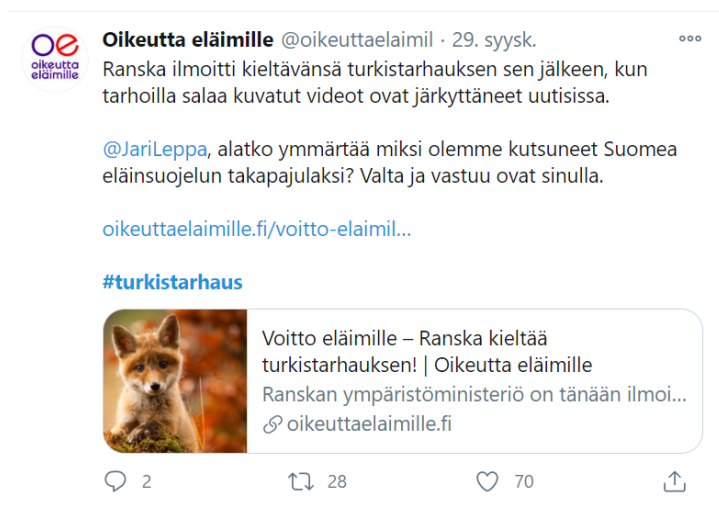 Oikeutta eläimille @oikeuttaelaimil · 29. syysk.
oe
oikeutta
eläimille
Ranska ilmoitti kieltävänsä turkistarhauksen sen jälkeen, kun
tarhoilla salaa kuvatut videot ovat järkyttäneet uutisissa.
@JariLeppa, alatko ymmärtää miksi olemme kutsuneet Suomea
eläinsuojelun takapajulaksi? Valta ja vastuu ovat sinulla.
oikeuttaelaimille.fi/voitto-elaimil...
#turkistarhaus
Voitto eläimille – Ranska kieltää
turkistarhauksen! | Oikeutta eläimille
Ranskan ympäristöministeriö on tänään ilmoi...
oikeuttaelaimille.fi
2 28 70